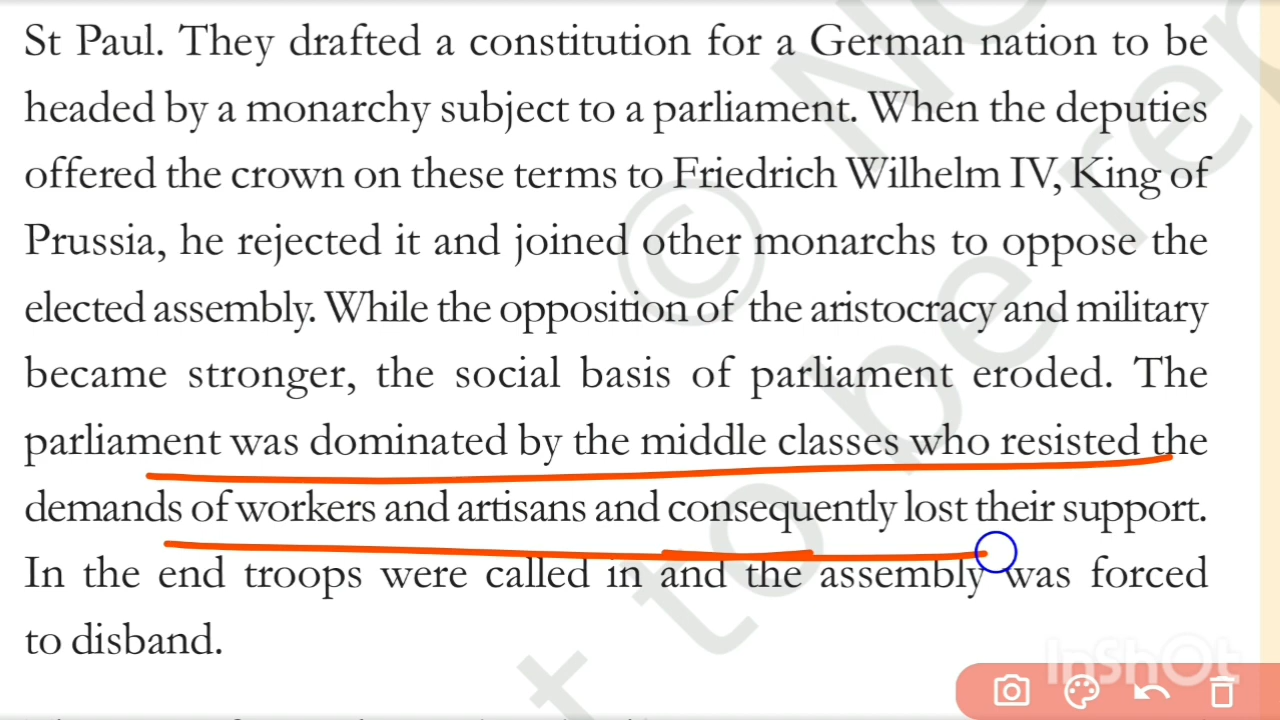 St Paul. They drafted a constitution for a German nation to be
headed by a monarchy subject to a parliament. When the deputies
offered the crown on these terms to Friedrich Wilhelm IV, King of
Prussia, he rejected it and joined other monarchs to oppose the
elected assembly. While the opposition of the aristocracy and military
became stronger, the social basis of parliament eroded. The
parliament was dominated by the middle classes who resisted the
demands of workers and artisans and consequently lost their support.
In the end troops were called in and the assembly was forced
to disband.
InShOt